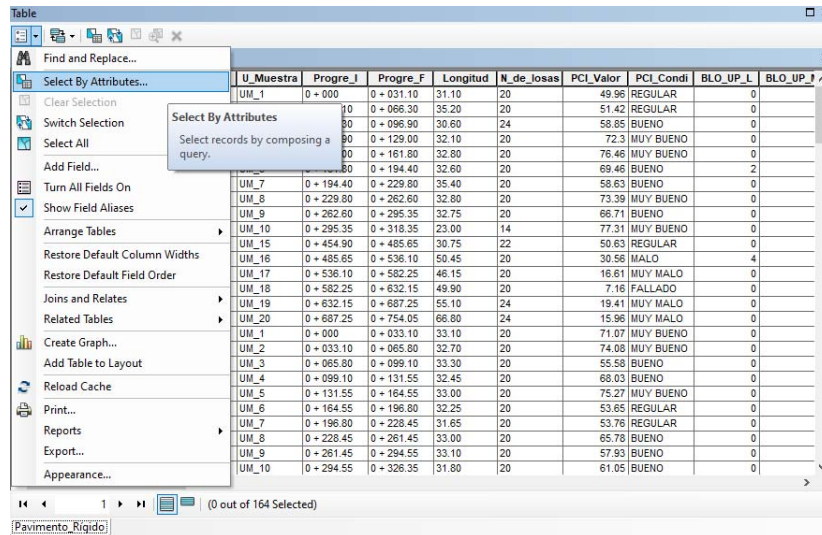 Table
Find and Replace...
Select By Attributes...
Clear Selection
Switch Selection
Select All
Add Field...
Turn All Fields On
Show Field Aliases
Arrange Tables
Restore Default Column Widths
Restore Default Field Order
Joins and Relates
Related Tables
Create Graph...
Add Table to Layout
Reload Cache
Print...
Reports
Export...
Appearance...
Select By Attributes
Select records by composing a
query.
U_Muestra Progre_I Progre_F Longitud N_de_losas PCI_Valor PCI_Condi BLO_UP_L
UM_1 0 + 000 0 + 031.10 31.10 20 49.96 REGULAR 0
10 0 + 066.30 35.20 20 51.42 REGULAR 0
30 0 + 096.90 30.60 24 58.85 BUENO 0
90 0 + 129.00 32.10 20 72.3 MUY BUENO 0
00 0 + 161.80 32.80 20 76.46 MUY BUENO 0
80 0 + 194.40 32.60 20 69.46 BUENO 2
UM_7 0 + 194.40 0 + 229.80 35.40 20 58.63 BUENO 0
UM_8 0 + 229.80 0 + 262.60 32.80 20 73.39 MUY BUENO 0
UM_9 0 + 262.60 0 + 295.35 32.75 20 66.71 BUENO 0
UM_10 0 + 295.35 0 + 318.35 23.00 14 77.31 MUY BUENO 0
UM_15 0 + 454.90 0 + 485.65 30.75 22 50.63 REGULAR 0
UM_16 0 + 485.65 0 + 536.10 50.45 20 30.56 MALO 4
UM_17 0 + 536.10 0 + 582.25 46.15 20 16.61 MUY MALO 0
UM_18 0 + 582.25 0 + 632.15 49.90 20 7.16 FALLADO 0
UM_19 0 + 632.15 0 + 687.25 55.10 24 19.41 MUY MALO 0
UM_20 0 + 687.25 0 + 754.05 66.80 24 15.96 MUY MALO 0
UM_1 0 + 000 0 + 033.10 33.10 20 71.07 MUY BUENO 0
UM_2 0 + 033.10 0 + 065.80 32.70 20 74.08 MUY BUENO 0
UM_3 0 + 065.80 0 + 099.10 33.30 20 55.58 BUENO 0
UM_4 0 + 099.10 0 + 131.55 32.45 20 68.03 BUENO 0
UM_5 0 + 131.55 0 + 164.55 33.00 20 75.27 MUY BUENO 0
UM_6 0 + 164.55 0 + 196.80 32.25 20 53.65 REGULAR 0
UM_7 0 + 196.80 0 + 228.45 31.65 20 53.76 REGULAR 0
UM_8 0 + 228.45 0 + 261.45 33.00 20 65.78 BUENO 0
UM_9 0 + 261.45 0 + 294.55 33.10 20 57.93 BUENO 0
UM_10 0 + 294.55 0 + 326.35 31.80 20 61.05 BUENO 0
1 (0 out of 164 Selected)
Pavimento_Rigido